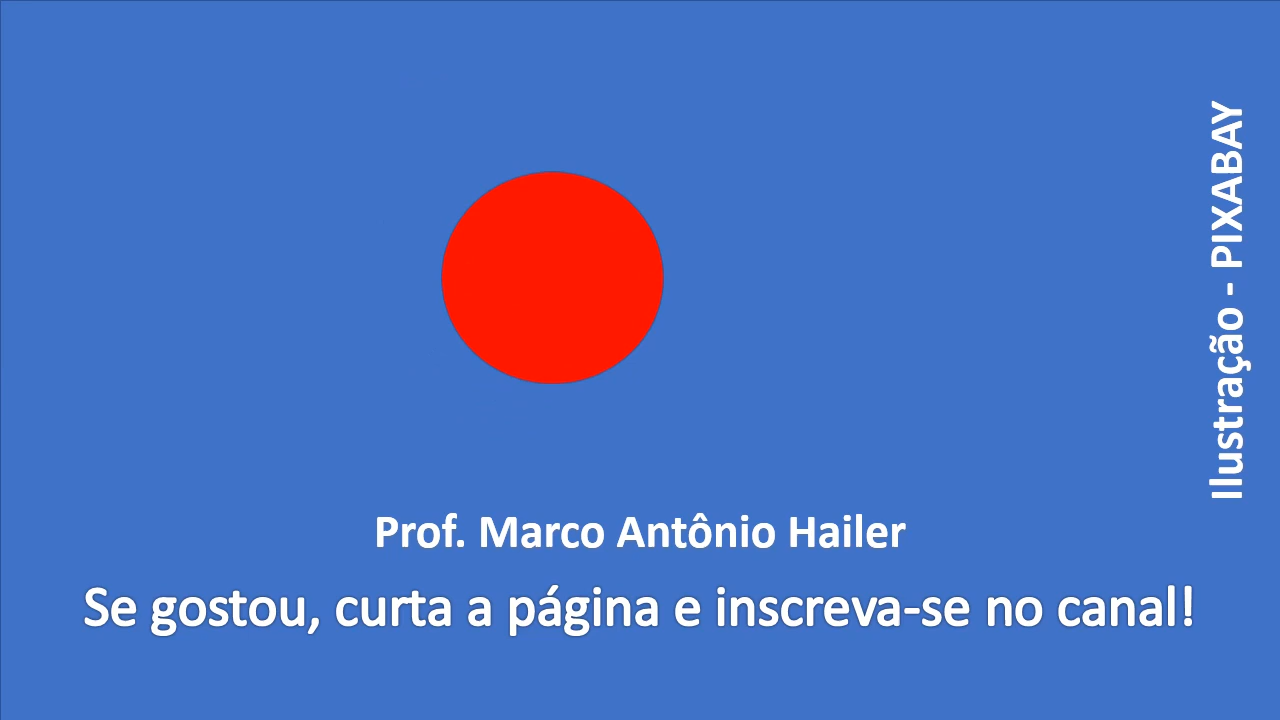 Ilustração - PIXABAY
Prof. Marco Antônio Hailer
Se gostou, curta a página e inscreva-se no canal!